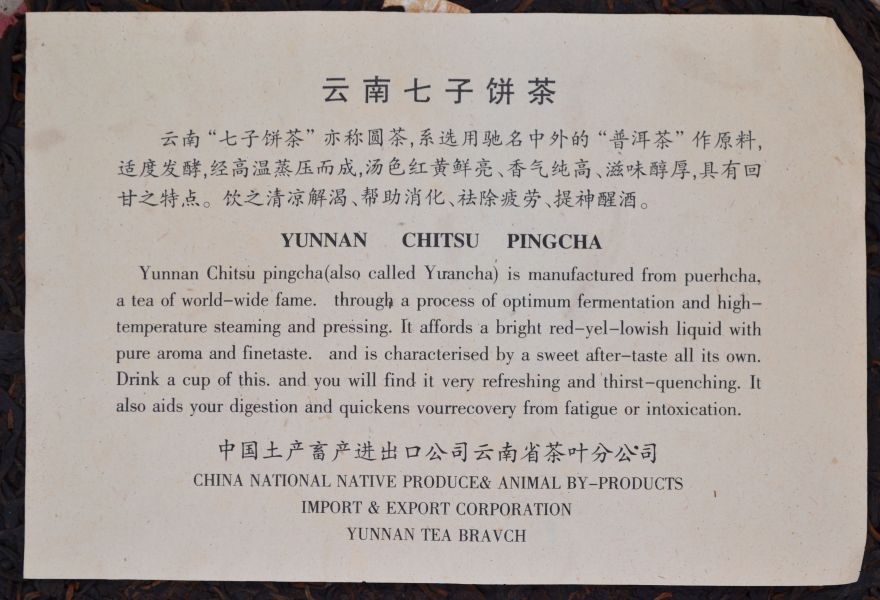 云南七子饼茶
云南“七子饼茶”亦称圆茶,系选用驰名中外的“普洱茶”作原料,
适度发酵,经高温蒸压而成,汤色红黄鲜亮、香气纯高、滋味醇厚,具有回
甘之特点。饮之清凉解渴、帮助消化、祛除疲劳、提神醒酒。
YUNNAN CHITSU PINGCHA
Yunnan Chitsu pingcha(also called Yurancha) is manufactured from puerhcha,
a tea of world-wide fame. through a process of optimum fermentation and high-
temperature steaming and pressing. It affords a bright red-yel-lowish liquid with
pure aroma and finetaste. and is characterised by a sweet after-taste all its own.
Drink a cup of this. and you will find it very refreshing and thirst-quenching. It
also aids your digestion and quickens vourrecovery from fatigue or intoxication.
中国土产畜产进出口公司云南省茶叶分公司
CHINA NATIONAL NATIVE PRODUCE& ANIMAL BY-PRODUCTS
IMPORT & EXPORT CORPORATION
YUNNAN TEA BRAVCH